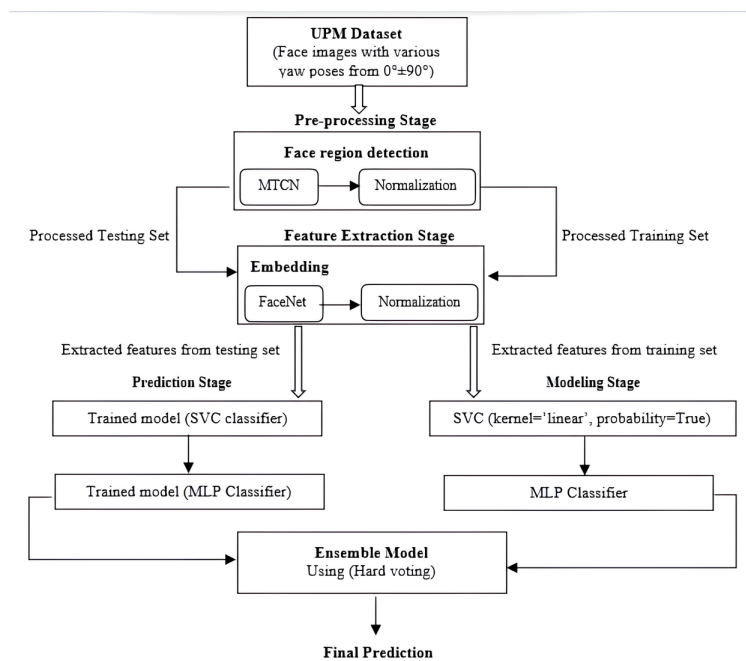 UPM Dataset
(Face images with various
yaw poses from 0°±90°)
Pre-processing Stage
Face region detection
MTCN
Normalization
Processed Testing Set
Feature Extraction Stage
Processed Training Set
Embedding
FaceNet
Normalization
Extracted features from testing set
Extracted features from training set
Prediction Stage
Modeling Stage
Trained model (SVC classifier)
SVC (kernel=’linear’, probability=True)
Trained model (MLP Classifier)
MLP Classifier
Ensemble Model
Using (Hard voting)
Final Prediction